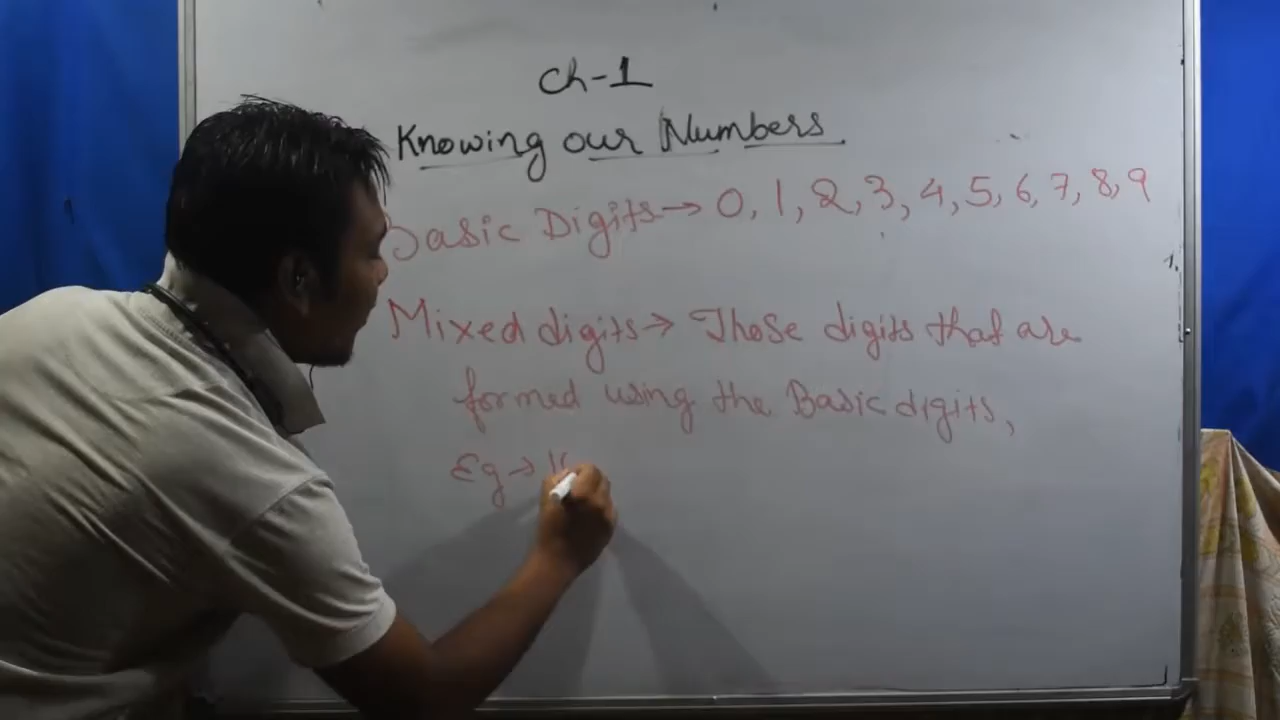 Ch-1
Knowing our Numbers
Basic Digits→ 0, 1, 2, 3, 4, 5, 6, 7, 8, 9
Mixed digits→ Those digits that are
formed using the Basic digits,
Eg→